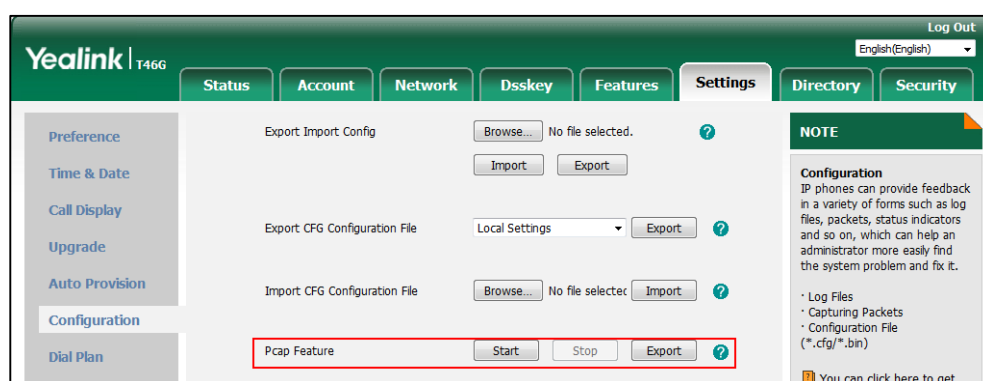 Log Out
Yealink T46G
English(English)
Status Account Network Dsskey Features Settings Directory Security
Preference
Time & Date
Call Display
Upgrade
Auto Provision
Configuration
Dial Plan
Export Import Config Browse... No file selected. ?
Import Export
Export CFG Configuration File Local Settings Export ?
Import CFG Configuration File Browse... No file selectec Import ?
Pcap Feature Start Stop Export ?
NOTE
Configuration
IP phones can provide feedback
in a variety of forms such as log
files, packets, status indicators
and so on, which can help an
administrator more easily find
the system problem and fix it.
· Log Files
· Capturing Packets
· Configuration File
(*.cfg/*.bin)
? You can click here to get